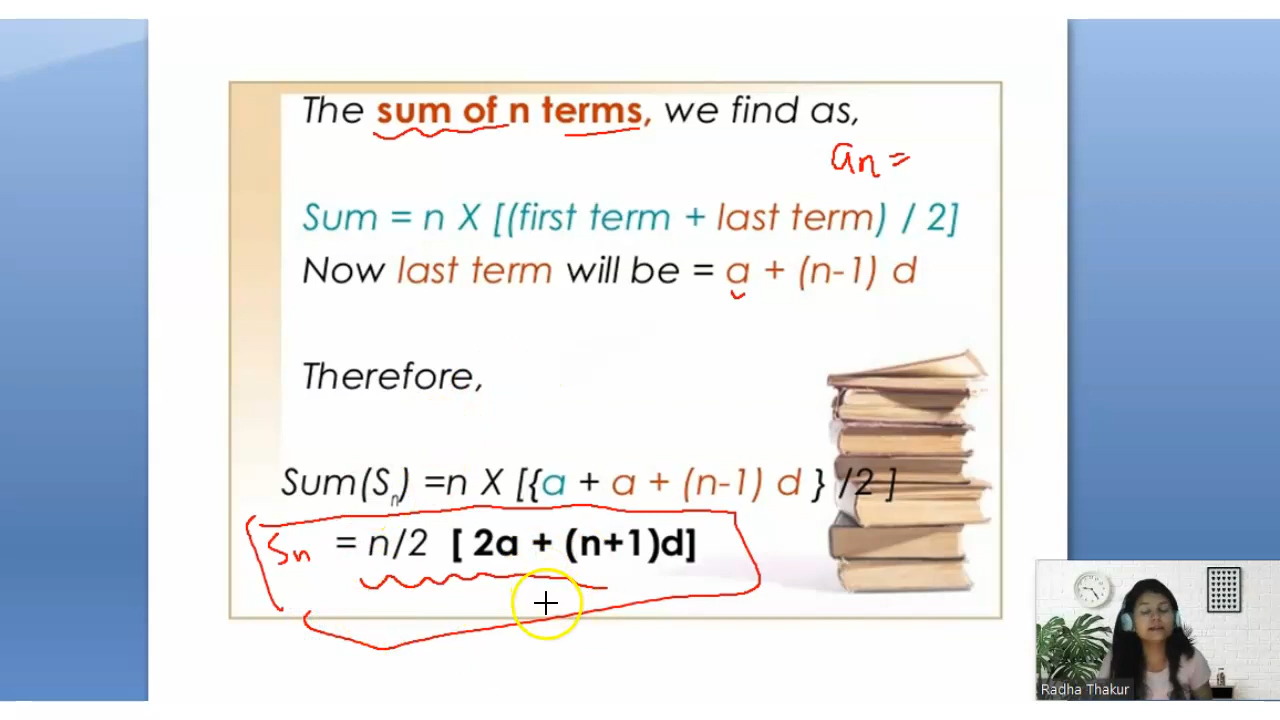 The sum of n terms, we find as,
an =
Sum = n X [(first term + last term) / 2]
Now last term will be = a + (n-1) d
Therefore,
Sum(Sn) =n X [{a + a + (n-1) d } /2 ]
Sn = n/2 [ 2a + (n+1)d]
Radha Thakur